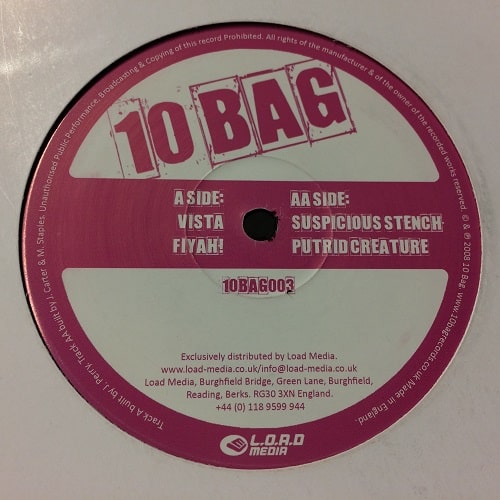 Track A built by J. Perry. Track AA built by J. Carter & M. Staples. Unauthorised Public Performance, Broadcasting & Copying of this record Prohibited. All rights of the manufacturer & of the owner of the recorded works reserved. © & ℗ 2008 10 Bag. www.10bagrecords.co.uk Made in England.
10 BAG
A SIDE:
VISTA
FIYAH!
AA SIDE:
SUSPICIOUS STENCH
PUTRID CREATURE
10BAG003
Exclusively distributed by Load Media.
www.load-media.co.uk/info@load-media.co.uk
Load Media, Burghfield Bridge, Green Lane, Burghfield,
Reading, Berks. RG30 3XN England.
+44 (0) 118 9599 944
L.O.A.D
MEDIA